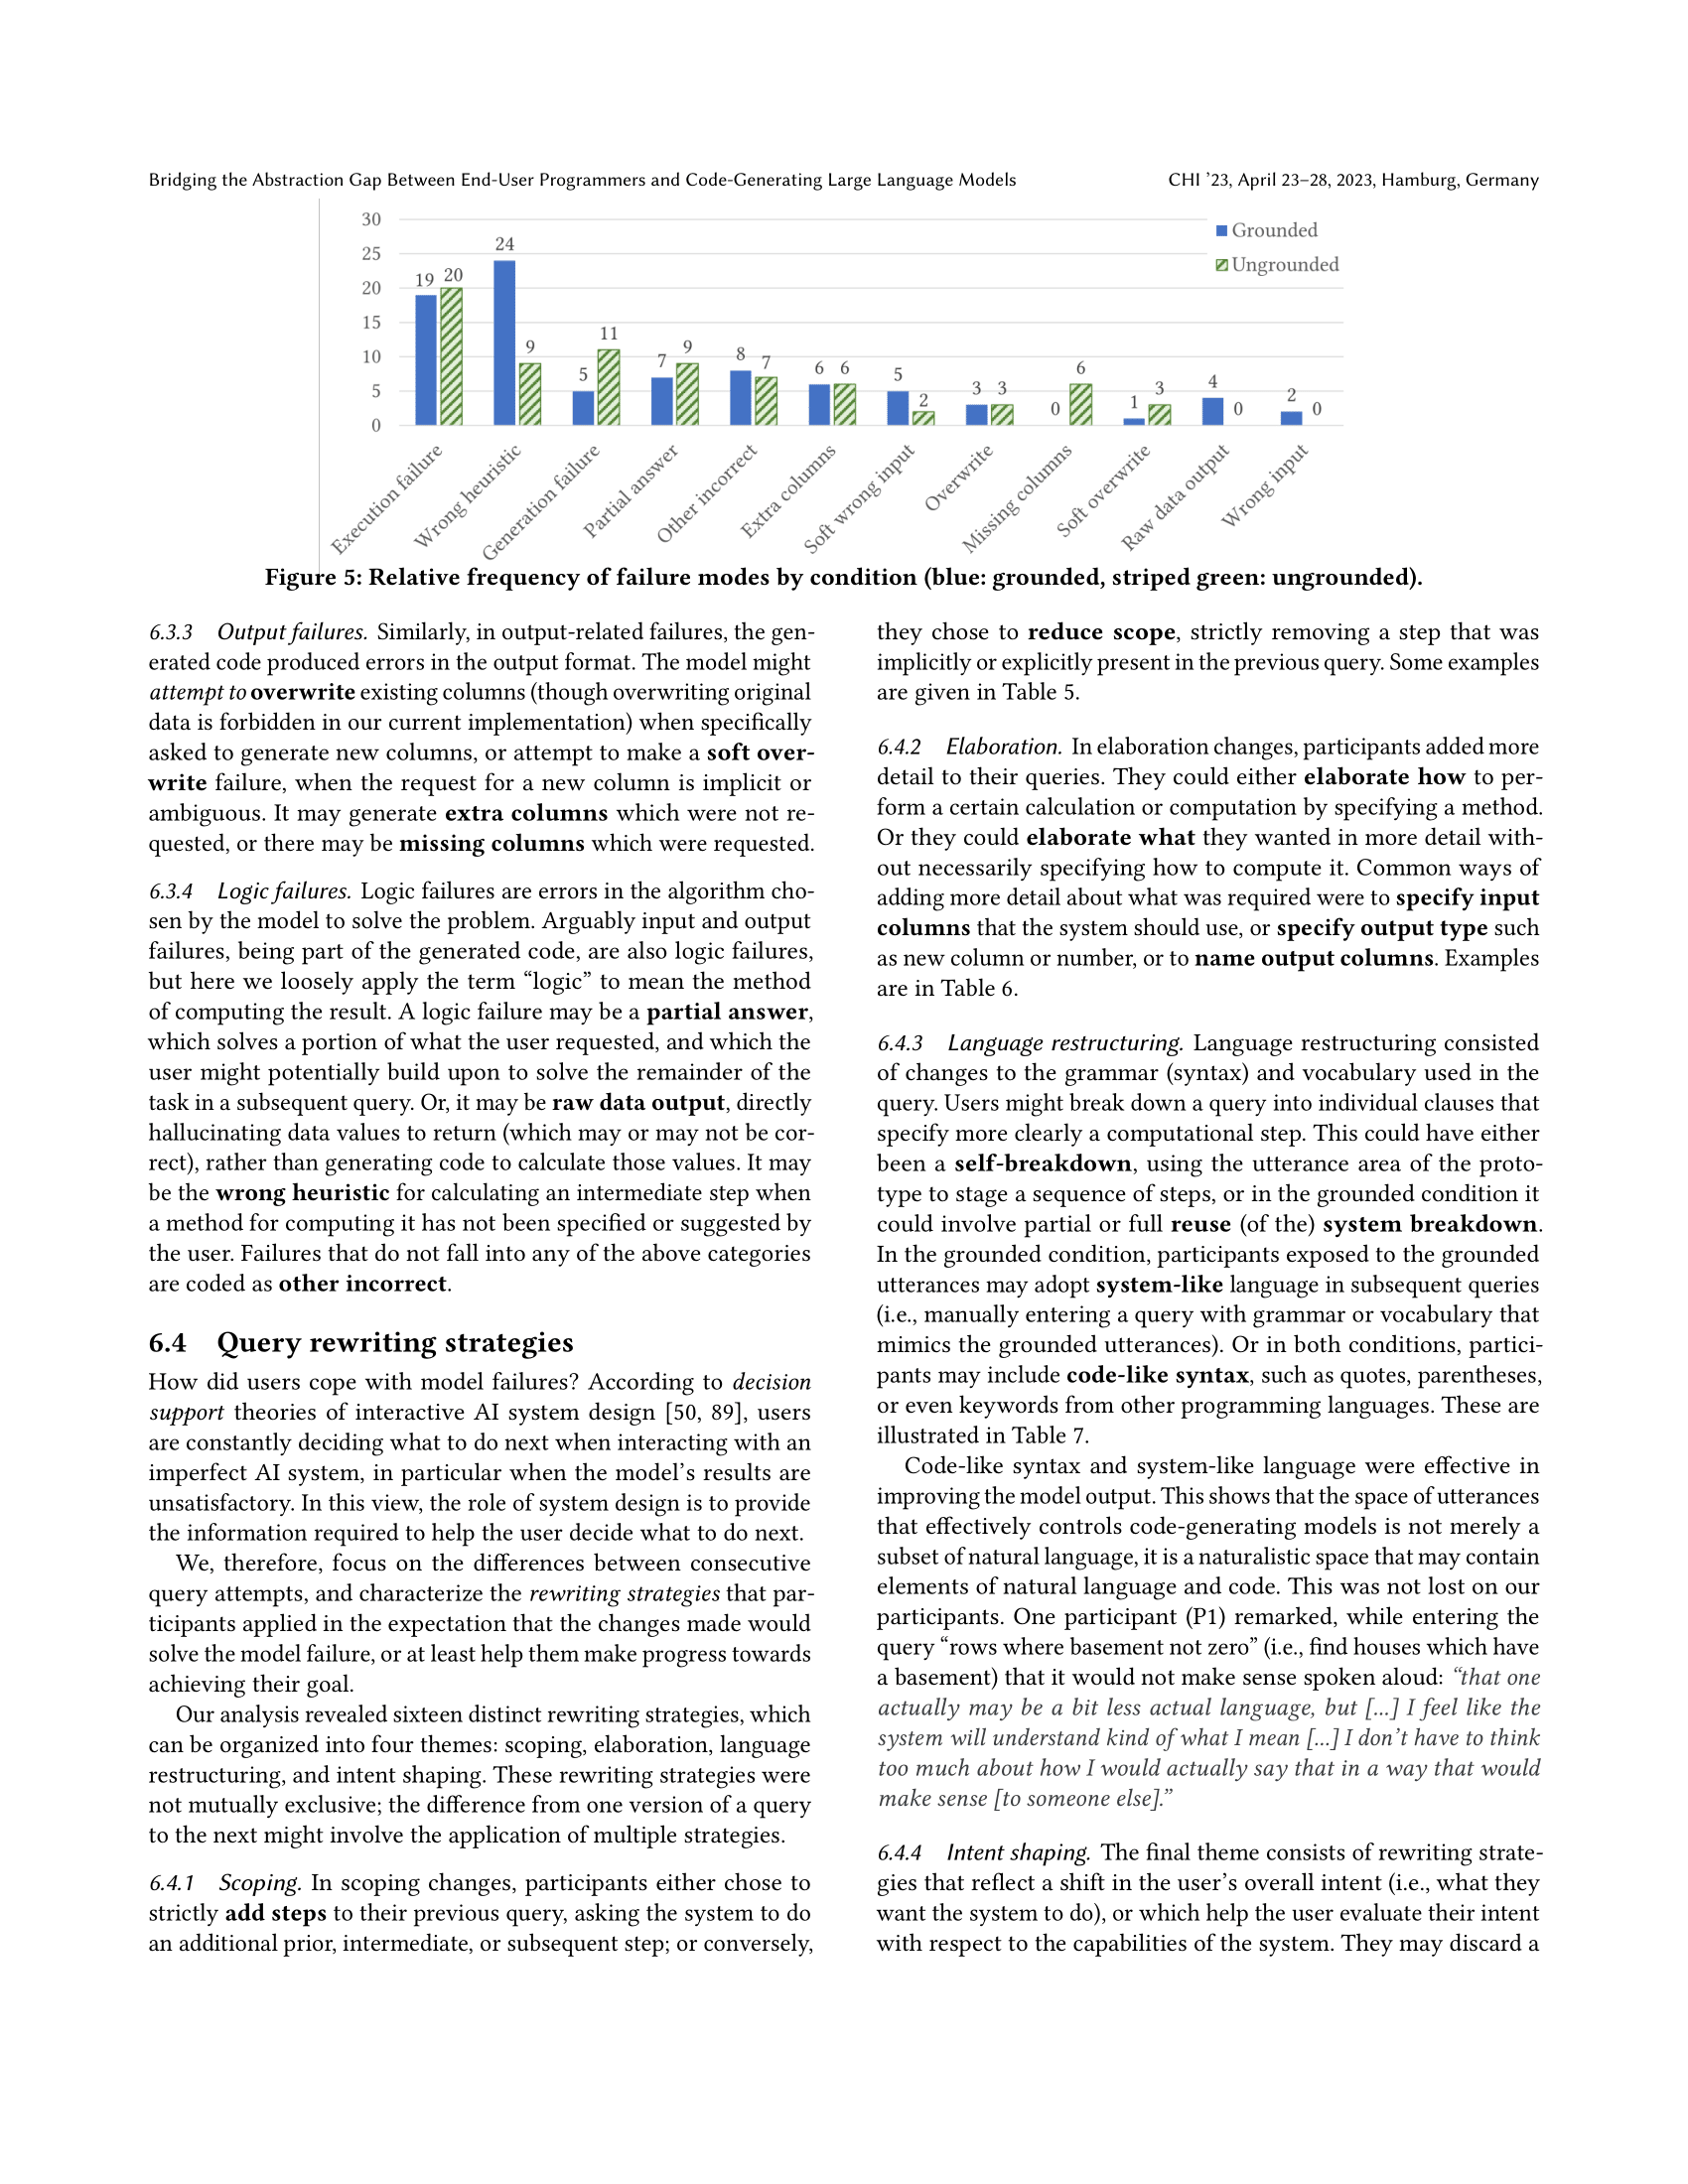 Bridging the Abstraction Gap Between End-User Programmers and Code-Generating Large Language Models
CHI ’23, April 23–28, 2023, Hamburg, Germany
30
25
20
15
10
5
0
Grounded
Ungrounded
19 20
24 9
5 11
7 9
8 7
6 6
5 2
3 3
0 6
1 3
4 0
2 0
Execution failure
Wrong heuristic
Generation failure
Partial answer
Other incorrect
Extra columns
Soft wrong input
Overwrite
Missing columns
Soft overwrite
Raw data output
Wrong input
Figure 5: Relative frequency of failure modes by condition (blue: grounded, striped green: ungrounded).
6.3.3 Output failures. Similarly, in output-related failures, the gen-
erated code produced errors in the output format. The model might
attempt to overwrite existing columns (though overwriting original
data is forbidden in our current implementation) when specifically
asked to generate new columns, or attempt to make a soft over-
write failure, when the request for a new column is implicit or
ambiguous. It may generate extra columns which were not re-
quested, or there may be missing columns which were requested.
6.3.4 Logic failures. Logic failures are errors in the algorithm cho-
sen by the model to solve the problem. Arguably input and output
failures, being part of the generated code, are also logic failures,
but here we loosely apply the term “logic” to mean the method
of computing the result. A logic failure may be a partial answer,
which solves a portion of what the user requested, and which the
user might potentially build upon to solve the remainder of the
task in a subsequent query. Or, it may be raw data output, directly
hallucinating data values to return (which may or may not be cor-
rect), rather than generating code to calculate those values. It may
be the wrong heuristic for calculating an intermediate step when
a method for computing it has not been specified or suggested by
the user. Failures that do not fall into any of the above categories
are coded as other incorrect.
6.4 Query rewriting strategies
How did users cope with model failures? According to decision
support theories of interactive AI system design [50, 89], users
are constantly deciding what to do next when interacting with an
imperfect AI system, in particular when the model’s results are
unsatisfactory. In this view, the role of system design is to provide
the information required to help the user decide what to do next.
We, therefore, focus on the differences between consecutive
query attempts, and characterize the rewriting strategies that par-
ticipants applied in the expectation that the changes made would
solve the model failure, or at least help them make progress towards
achieving their goal.
Our analysis revealed sixteen distinct rewriting strategies, which
can be organized into four themes: scoping, elaboration, language
restructuring, and intent shaping. These rewriting strategies were
not mutually exclusive; the difference from one version of a query
to the next might involve the application of multiple strategies.
6.4.1 Scoping. In scoping changes, participants either chose to
strictly add steps to their previous query, asking the system to do
an additional prior, intermediate, or subsequent step; or conversely,
they chose to reduce scope, strictly removing a step that was
implicitly or explicitly present in the previous query. Some examples
are given in Table 5.
6.4.2 Elaboration. In elaboration changes, participants added more
detail to their queries. They could either elaborate how to per-
form a certain calculation or computation by specifying a method.
Or they could elaborate what they wanted in more detail with-
out necessarily specifying how to compute it. Common ways of
adding more detail about what was required were to specify input
columns that the system should use, or specify output type such
as new column or number, or to name output columns. Examples
are in Table 6.
6.4.3 Language restructuring. Language restructuring consisted
of changes to the grammar (syntax) and vocabulary used in the
query. Users might break down a query into individual clauses that
specify more clearly a computational step. This could have either
been a self-breakdown, using the utterance area of the proto-
type to stage a sequence of steps, or in the grounded condition it
could involve partial or full reuse (of the) system breakdown.
In the grounded condition, participants exposed to the grounded
utterances may adopt system-like language in subsequent queries
(i.e., manually entering a query with grammar or vocabulary that
mimics the grounded utterances). Or in both conditions, partici-
pants may include code-like syntax, such as quotes, parentheses,
or even keywords from other programming languages. These are
illustrated in Table 7.
Code-like syntax and system-like language were effective in
improving the model output. This shows that the space of utterances
that effectively controls code-generating models is not merely a
subset of natural language, it is a naturalistic space that may contain
elements of natural language and code. This was not lost on our
participants. One participant (P1) remarked, while entering the
query “rows where basement not zero” (i.e., find houses which have
a basement) that it would not make sense spoken aloud: “that one
actually may be a bit less actual language, but [...] I feel like the
system will understand kind of what I mean [...] I don’t have to think
too much about how I would actually say that in a way that would
make sense [to someone else].”
6.4.4 Intent shaping. The final theme consists of rewriting strate-
gies that reflect a shift in the user’s overall intent (i.e., what they
want the system to do), or which help the user evaluate their intent
with respect to the capabilities of the system. They may discard a